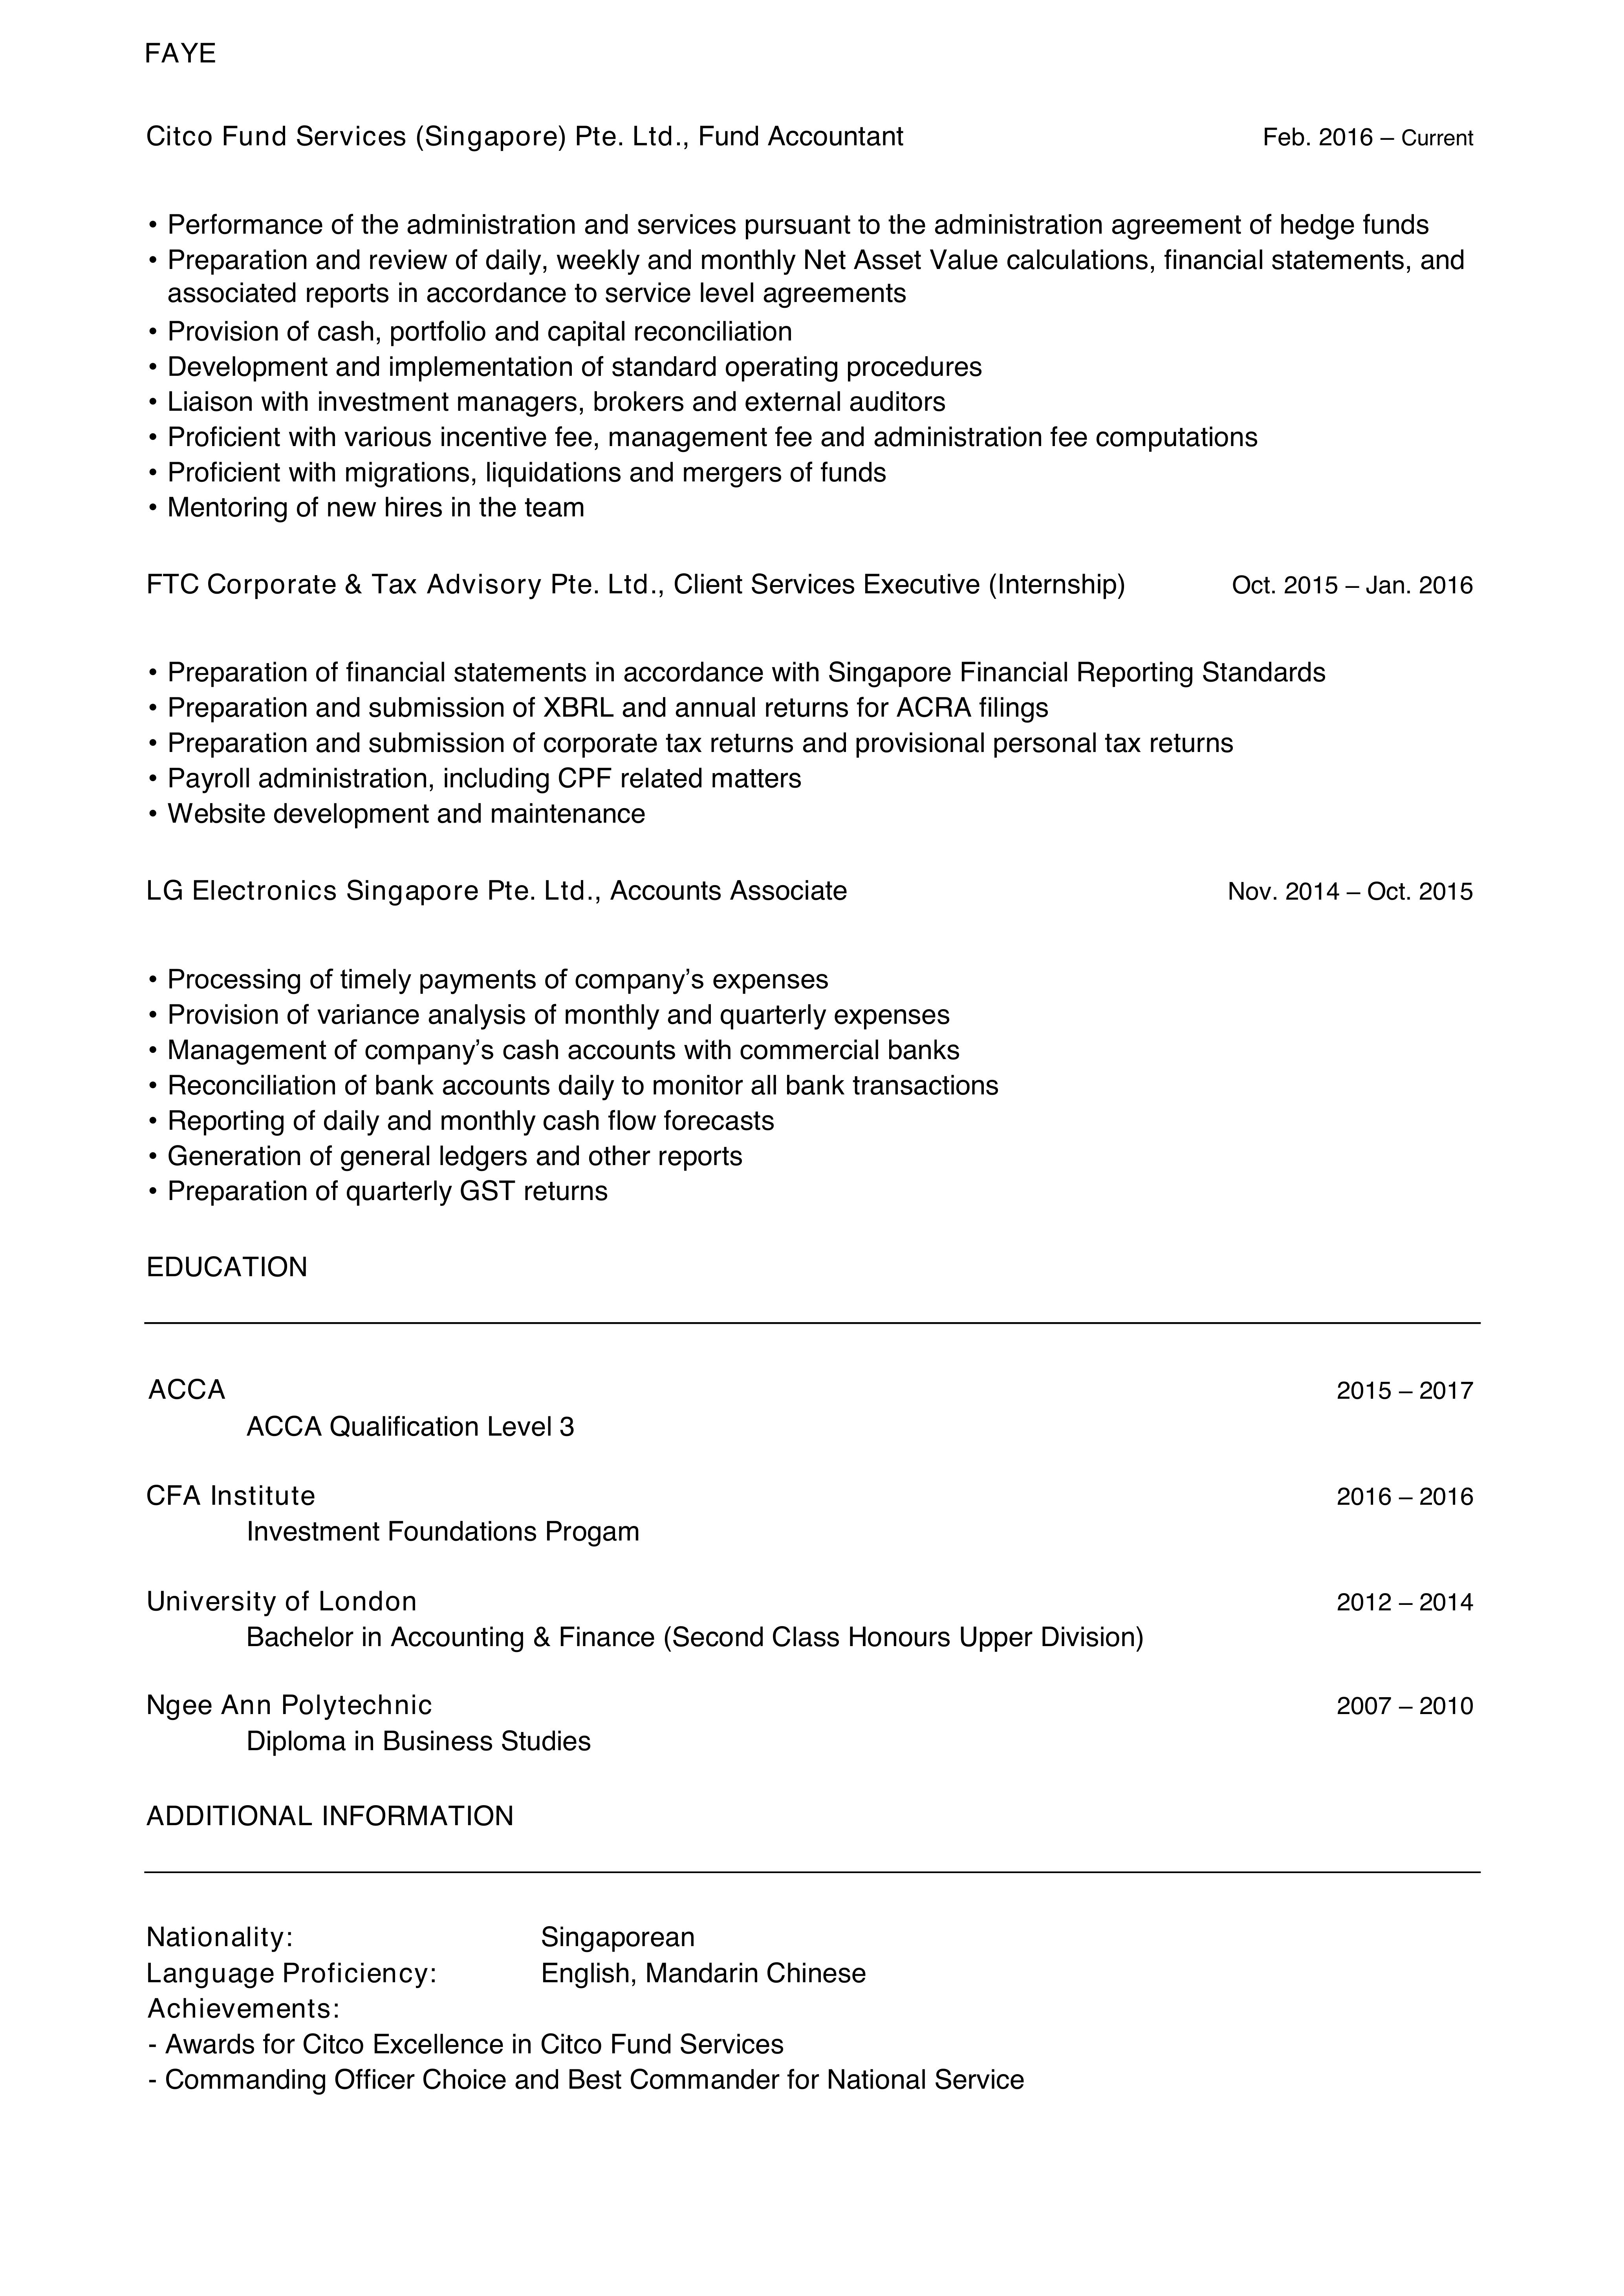 FAYE
Citco Fund Services (Singapore) Pte. Ltd., Fund Accountant Feb. 2016 – Current
• Performance of the administration and services pursuant to the administration agreement of hedge funds
• Preparation and review of daily, weekly and monthly Net Asset Value calculations, financial statements, and
associated reports in accordance to service level agreements
• Provision of cash, portfolio and capital reconciliation
• Development and implementation of standard operating procedures
• Liaison with investment managers, brokers and external auditors
• Proficient with various incentive fee, management fee and administration fee computations
• Proficient with migrations, liquidations and mergers of funds
• Mentoring of new hires in the team
FTC Corporate & Tax Advisory Pte. Ltd., Client Services Executive (Internship) Oct. 2015 – Jan. 2016
• Preparation of financial statements in accordance with Singapore Financial Reporting Standards
• Preparation and submission of XBRL and annual returns for ACRA filings
• Preparation and submission of corporate tax returns and provisional personal tax returns
• Payroll administration, including CPF related matters
• Website development and maintenance
LG Electronics Singapore Pte. Ltd., Accounts Associate Nov. 2014 – Oct. 2015
• Processing of timely payments of company’s expenses
• Provision of variance analysis of monthly and quarterly expenses
• Management of company’s cash accounts with commercial banks
• Reconciliation of bank accounts daily to monitor all bank transactions
• Reporting of daily and monthly cash flow forecasts
• Generation of general ledgers and other reports
• Preparation of quarterly GST returns
EDUCATION
ACCA 2015 – 2017
ACCA Qualification Level 3
CFA Institute 2016 – 2016
Investment Foundations Progam
University of London 2012 – 2014
Bachelor in Accounting & Finance (Second Class Honours Upper Division)
Ngee Ann Polytechnic 2007 – 2010
Diploma in Business Studies
ADDITIONAL INFORMATION
Nationality: Singaporean
Language Proficiency: English, Mandarin Chinese
Achievements:
- Awards for Citco Excellence in Citco Fund Services
- Commanding Officer Choice and Best Commander for National Service